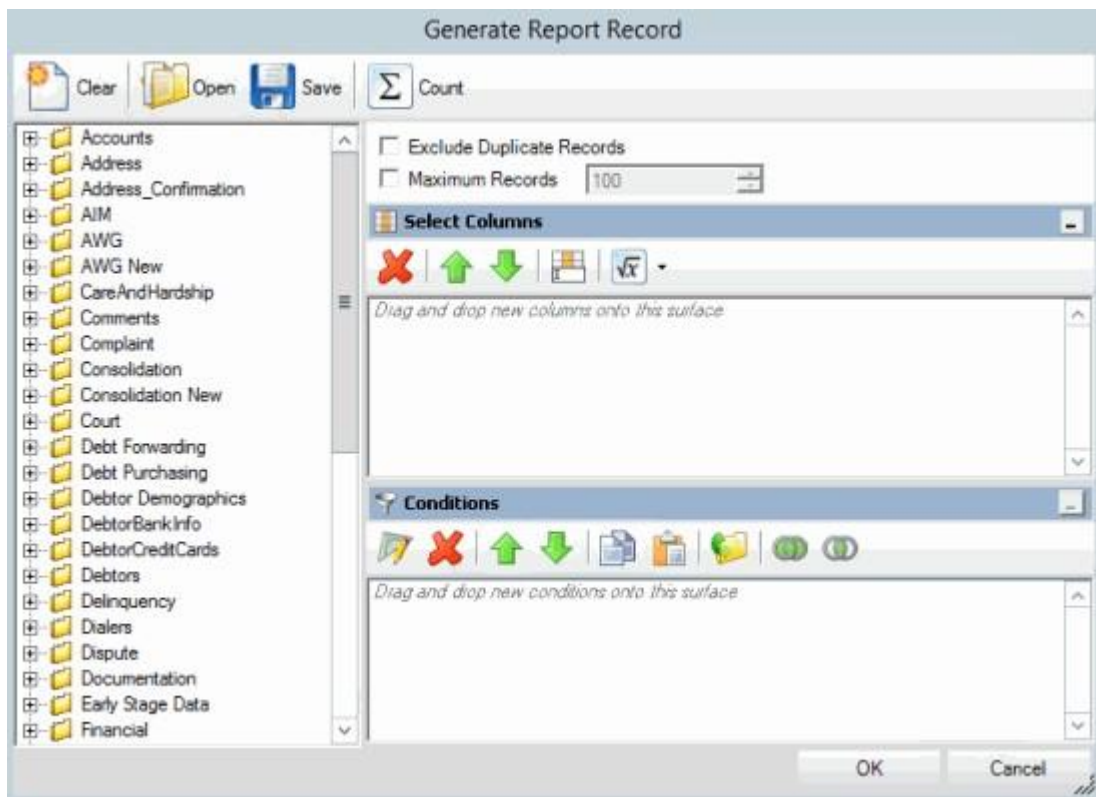 Generate Report Record
Clear Open Save Σ Count
Accounts
Address
Address_Confirmation
AIM
AWG
AWG New
CareAndHardship
Comments
Complaint
Consolidation
Consolidation New
Court
Debt Forwarding
Debt Purchasing
Debtor Demographics
DebtorBankInfo
DebtorCreditCards
Debtors
Delinquency
Dialers
Dispute
Documentation
Early Stage Data
Financial
Exclude Duplicate Records
Maximum Records 100
Select Columns
√x
Drag and drop new columns onto this surface
Conditions
Drag and drop new conditions onto this surface
OK Cancel